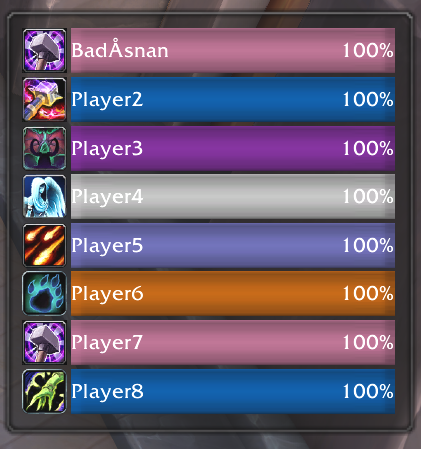 BadÅsnan 100%
Player2 100%
Player3 100%
Player4 100%
Player5 100%
Player6 100%
Player7 100%
Player8 100%